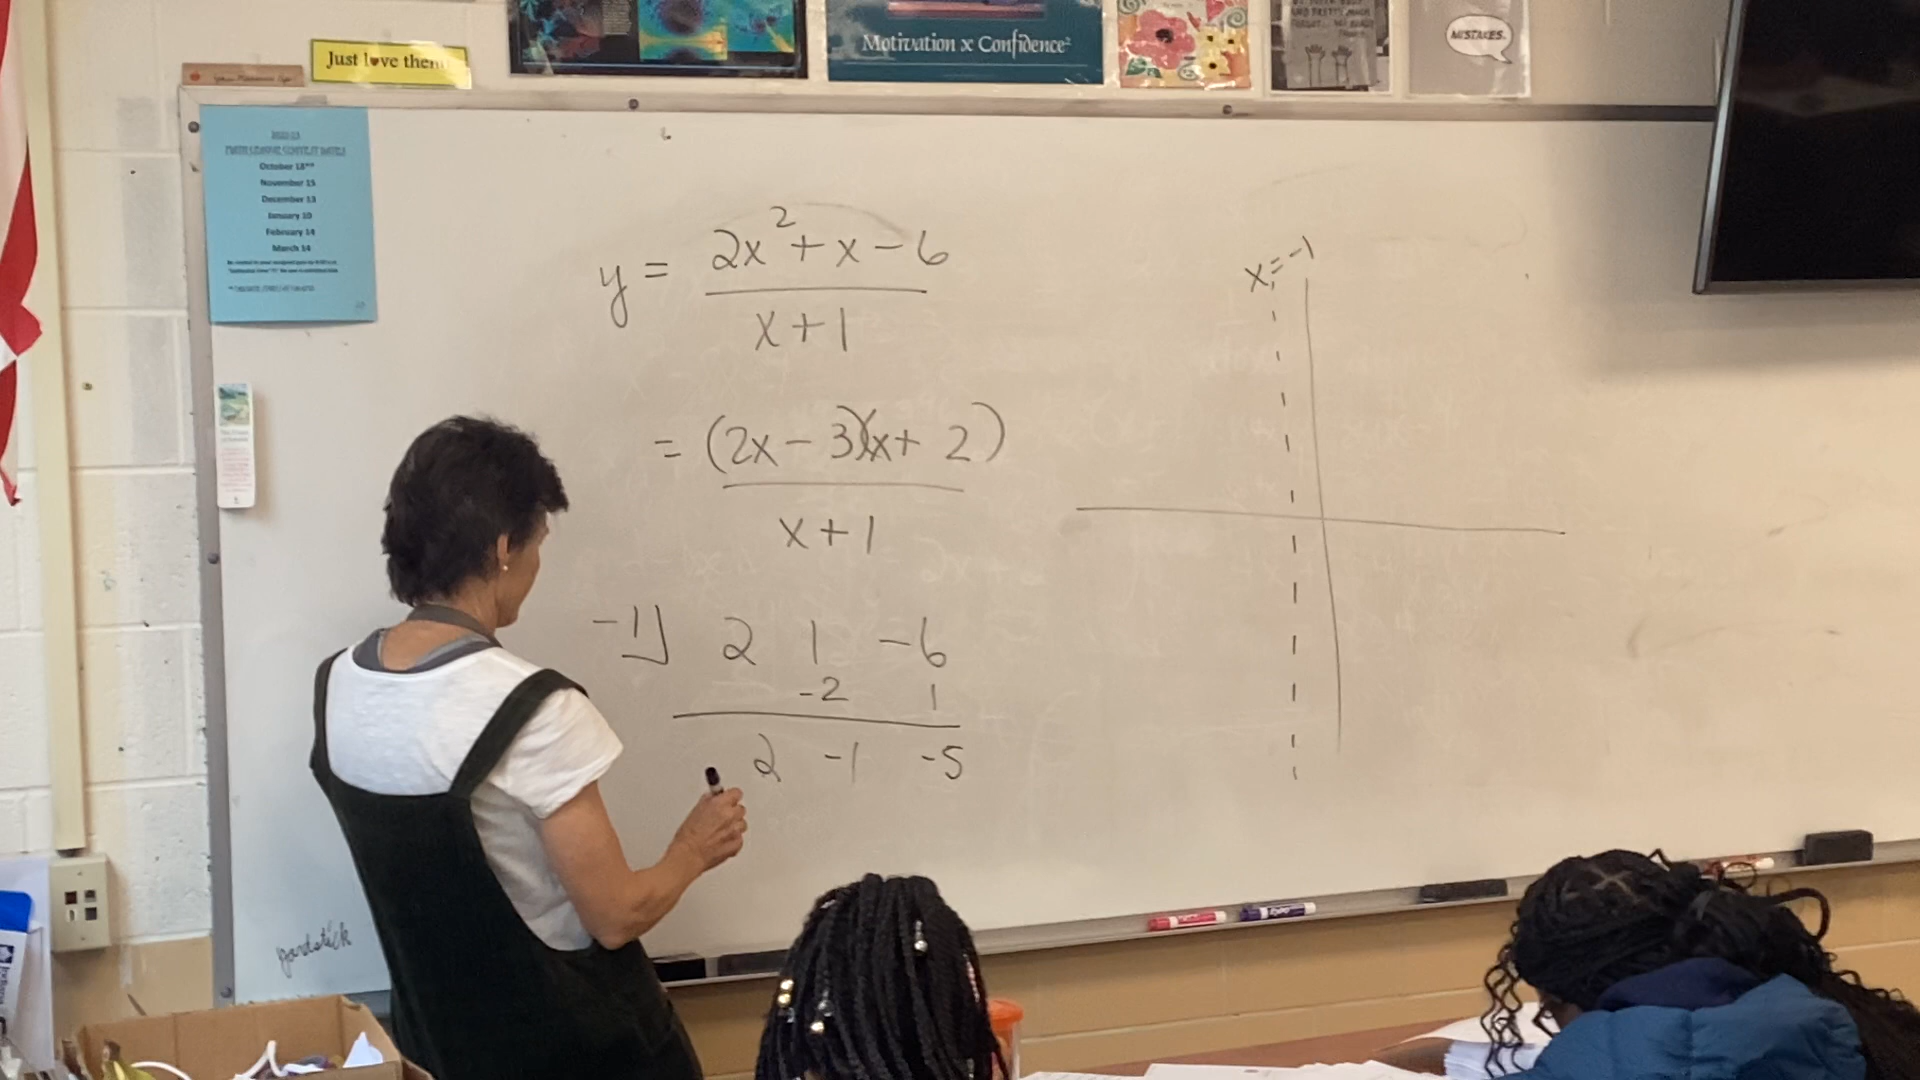 Just love them
Motivation x Confidence²
MISTAKES.
October 18**
November 15
December 13
January 10
February 14
March 14
y = 2x² + x - 6
x + 1
x = -1
= (2x - 3)(x + 2)
x + 1
-1 2 1 -6
-2 1
2 -1 -5
yardstick